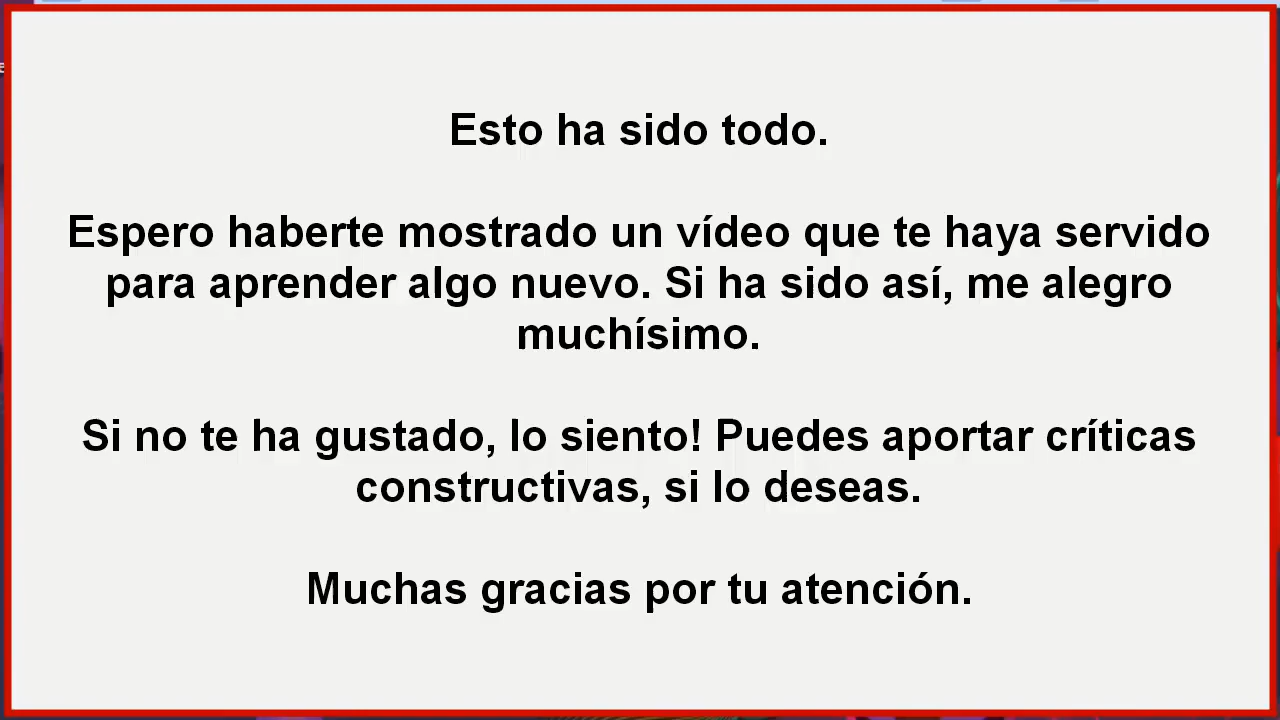 Esto ha sido todo.
Espero haberte mostrado un vídeo que te haya servido
para aprender algo nuevo. Si ha sido así, me alegro
muchísimo.
Si no te ha gustado, lo siento! Puedes aportar críticas
constructivas, si lo deseas.
Muchas gracias por tu atención.